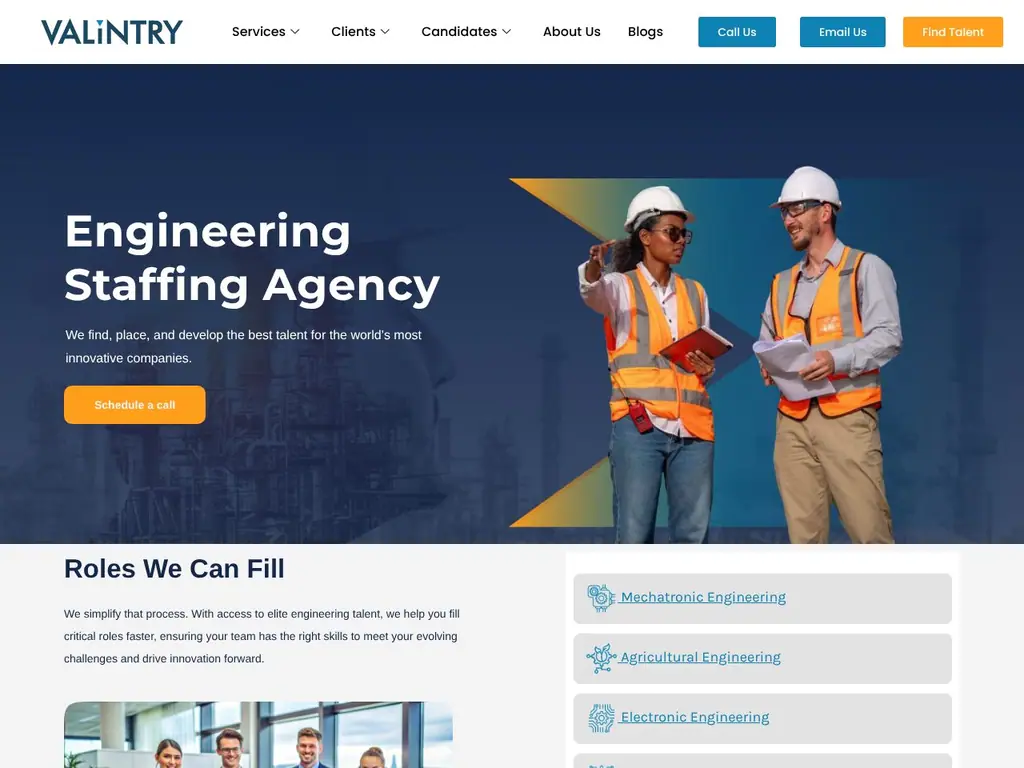 VALiNTRY
Services
Clients
Candidates
About Us
Blogs
Call Us
Email Us
Find Talent
Engineering
Staffing Agency
We find, place, and develop the best talent for the world's most
innovative companies.
Schedule a call
Roles We Can Fill
We simplify that process. With access to elite engineering talent, we help you fill
critical roles faster, ensuring your team has the right skills to meet your evolving
challenges and drive innovation forward.
Mechatronic Engineering
Agricultural Engineering
Electronic Engineering